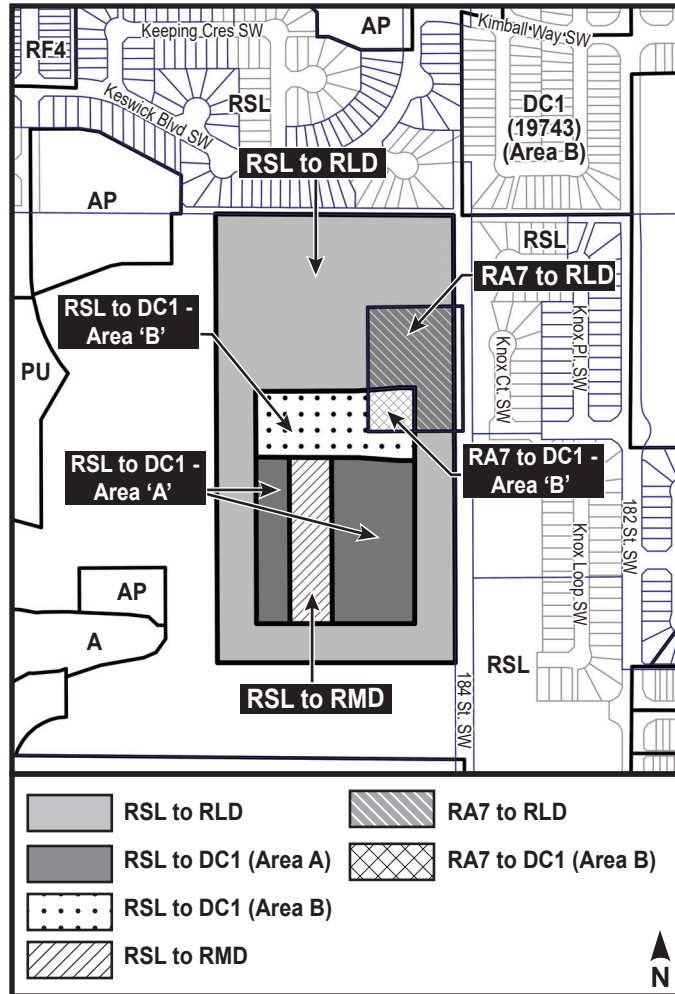 Keeping Cres SW
AP
Kimball Way SW
RF4
RSL
Keswick Blvd SW
DC1
(19743)
(Area B)
RSL to RLD
AP
RSL
RA7 to RLD
RSL to DC1 -
Area ‘B’
Knox Ct. SW
Knox Pl. SW
PU
RSL to DC1 -
Area ‘A’
RA7 to DC1 -
Area ‘B’
182 St. SW
Knox Loop SW
AP
A
RSL
184 St. SW
RSL to RMD
RSL to RLD
RA7 to RLD
RSL to DC1 (Area A)
RA7 to DC1 (Area B)
RSL to DC1 (Area B)
RSL to RMD
N